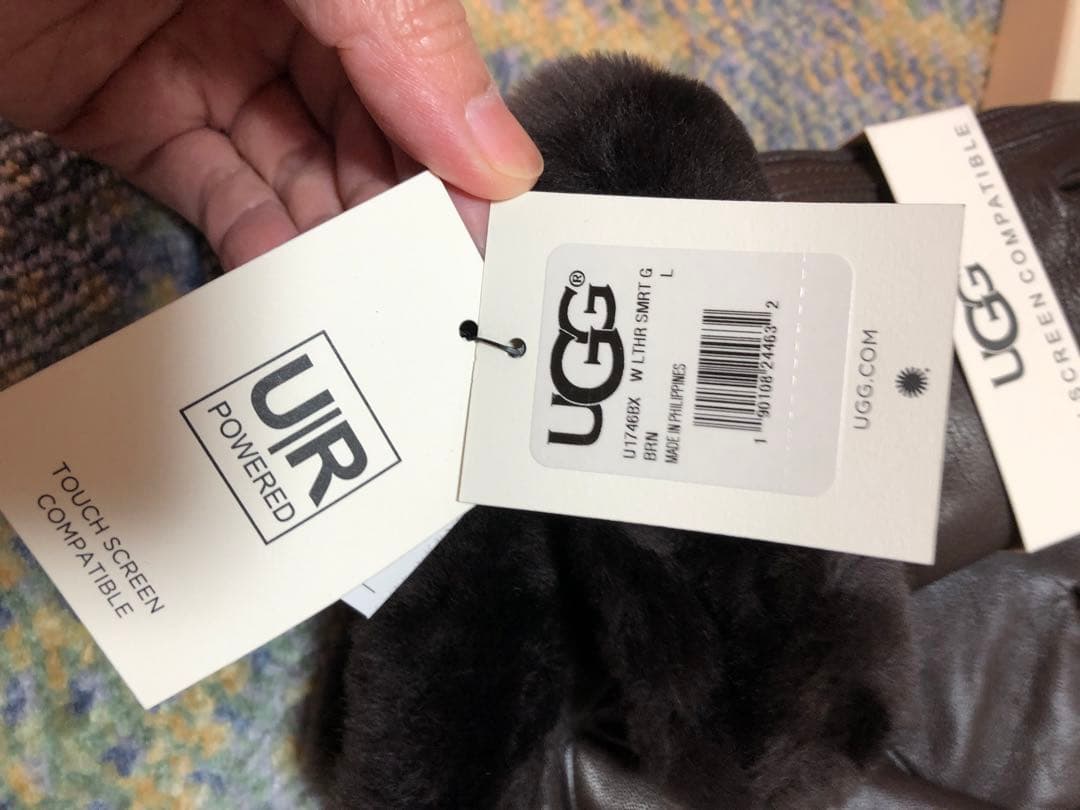 U|R
POWERED
TOUCH SCREEN
COMPATIBLE
UGG®
U1746BX W LTHR SMRT G
BRN L
MADE IN PHILIPPINES
1 90108 24463 2
UGG.COM
UGG
SCREEN COMPATIBLE